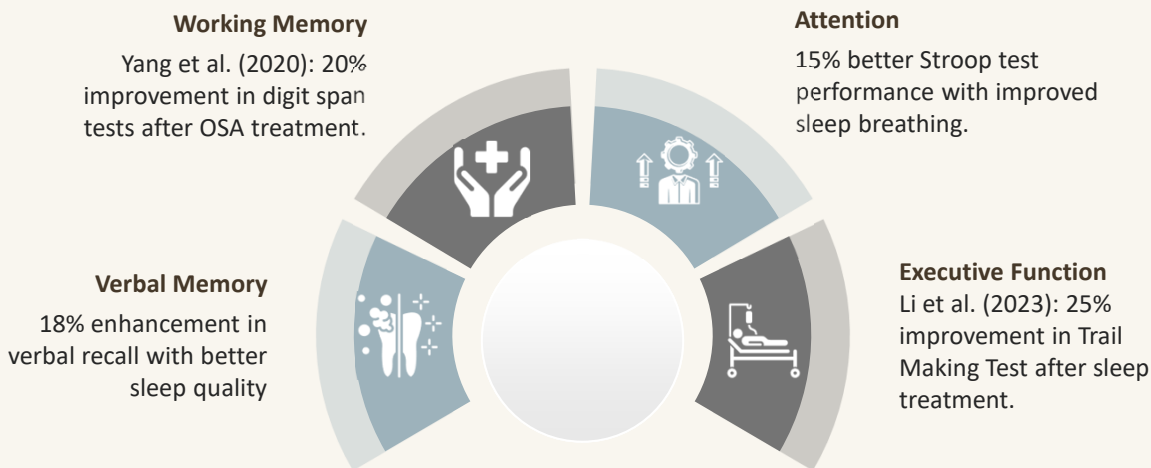 Working Memory
Yang et al. (2020): 20%
improvement in digit span
tests after OSA treatment.
Attention
15% better Stroop test
performance with improved
sleep breathing.
Verbal Memory
18% enhancement in
verbal recall with better
sleep quality
Executive Function
Li et al. (2023): 25%
improvement in Trail
Making Test after sleep
treatment.